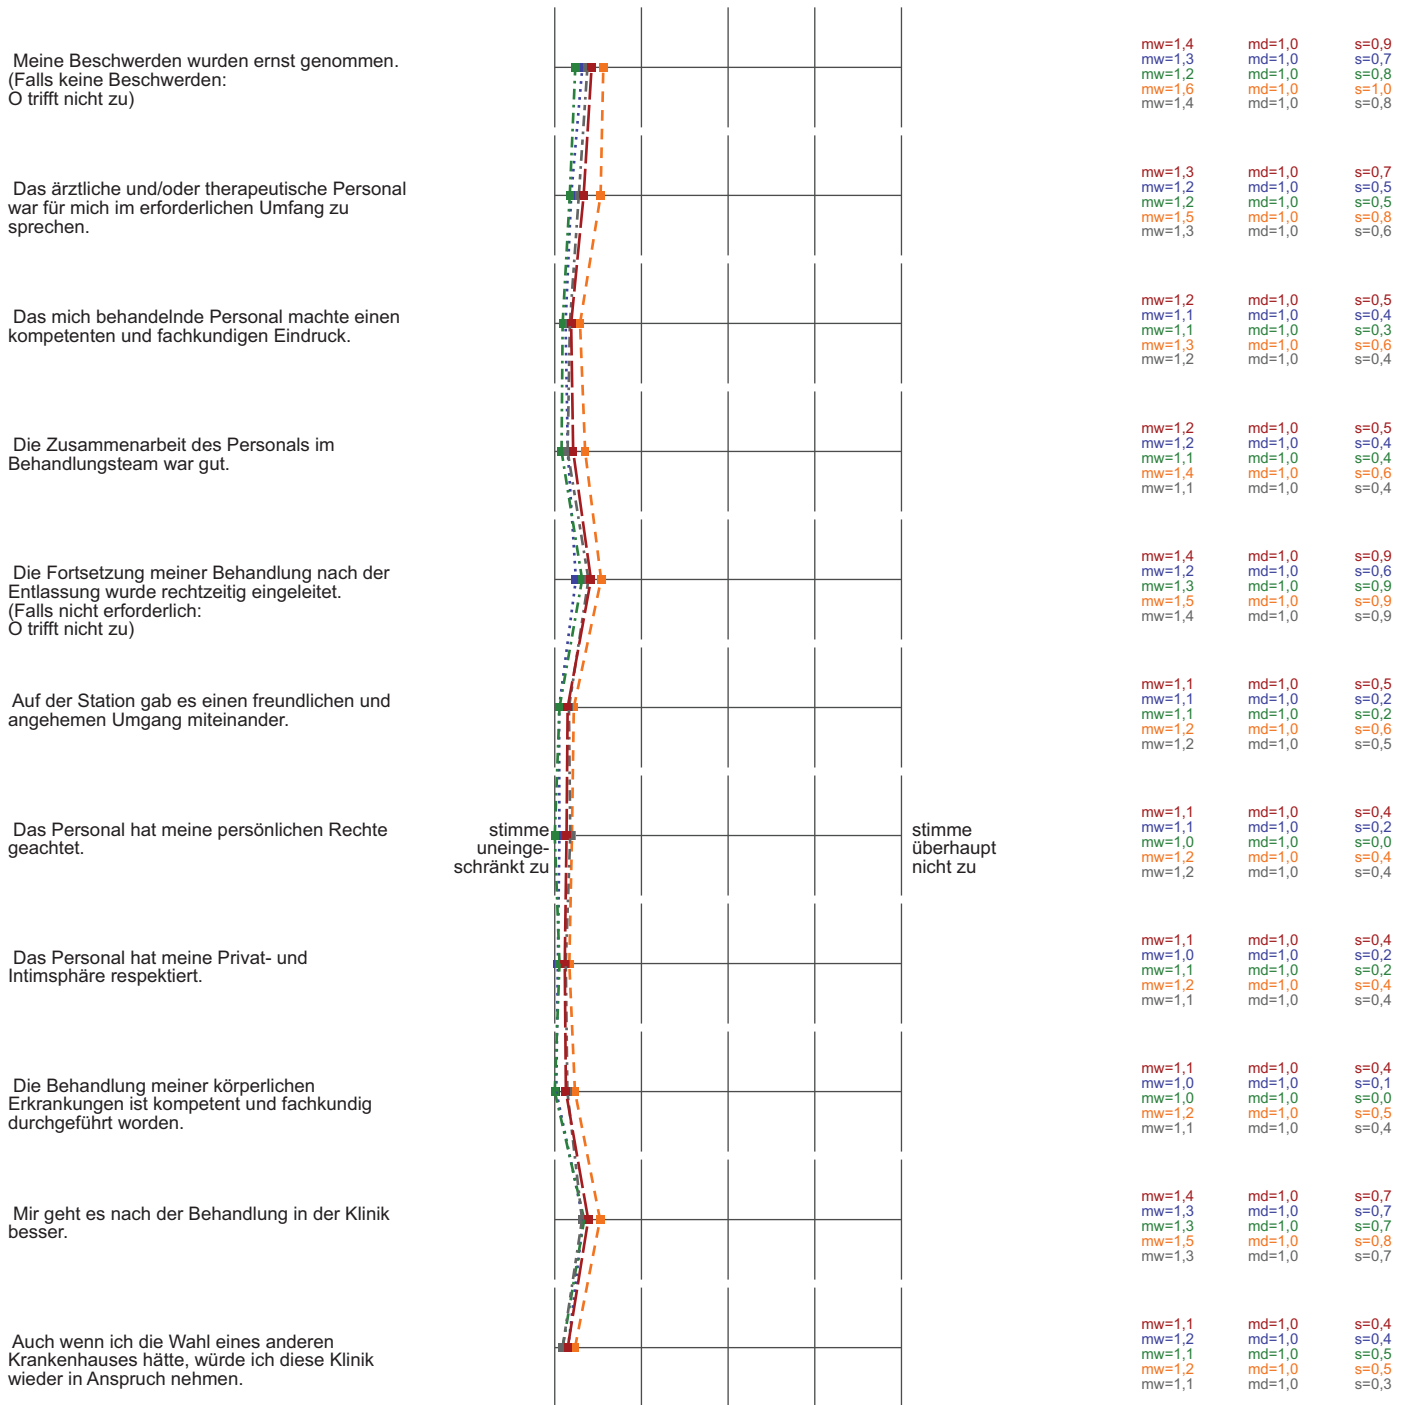 Meine Beschwerden wurden ernst genommen.
(Falls keine Beschwerden:
O trifft nicht zu)
mw=1,4 md=1,0 s=0,9
mw=1,3 md=1,0 s=0,7
mw=1,2 md=1,0 s=0,8
mw=1,6 md=1,0 s=1,0
mw=1,4 md=1,0 s=0,8
Das ärztliche und/oder therapeutische Personal
war für mich im erforderlichen Umfang zu
sprechen.
mw=1,3 md=1,0 s=0,7
mw=1,2 md=1,0 s=0,5
mw=1,2 md=1,0 s=0,5
mw=1,5 md=1,0 s=0,8
mw=1,3 md=1,0 s=0,6
Das mich behandelnde Personal machte einen
kompetenten und fachkundigen Eindruck.
mw=1,2 md=1,0 s=0,5
mw=1,1 md=1,0 s=0,4
mw=1,1 md=1,0 s=0,3
mw=1,3 md=1,0 s=0,6
mw=1,2 md=1,0 s=0,4
Die Zusammenarbeit des Personals im
Behandlungsteam war gut.
mw=1,2 md=1,0 s=0,5
mw=1,2 md=1,0 s=0,4
mw=1,1 md=1,0 s=0,4
mw=1,4 md=1,0 s=0,6
mw=1,1 md=1,0 s=0,4
Die Fortsetzung meiner Behandlung nach der
Entlassung wurde rechtzeitig eingeleitet.
(Falls nicht erforderlich:
O trifft nicht zu)
mw=1,4 md=1,0 s=0,9
mw=1,2 md=1,0 s=0,6
mw=1,3 md=1,0 s=0,9
mw=1,5 md=1,0 s=0,9
mw=1,4 md=1,0 s=0,9
Auf der Station gab es einen freundlichen und
angehemen Umgang miteinander.
mw=1,1 md=1,0 s=0,5
mw=1,1 md=1,0 s=0,2
mw=1,1 md=1,0 s=0,2
mw=1,2 md=1,0 s=0,6
mw=1,2 md=1,0 s=0,5
Das Personal hat meine persönlichen Rechte
geachtet.
stimme
uneinge-
schränkt zu
stimme
überhaupt
nicht zu
mw=1,1 md=1,0 s=0,4
mw=1,1 md=1,0 s=0,2
mw=1,0 md=1,0 s=0,0
mw=1,2 md=1,0 s=0,4
mw=1,2 md=1,0 s=0,4
Das Personal hat meine Privat- und
Intimsphäre respektiert.
mw=1,1 md=1,0 s=0,4
mw=1,0 md=1,0 s=0,2
mw=1,1 md=1,0 s=0,2
mw=1,2 md=1,0 s=0,4
mw=1,1 md=1,0 s=0,4
Die Behandlung meiner körperlichen
Erkrankungen ist kompetent und fachkundig
durchgeführt worden.
mw=1,1 md=1,0 s=0,4
mw=1,0 md=1,0 s=0,1
mw=1,0 md=1,0 s=0,0
mw=1,2 md=1,0 s=0,5
mw=1,1 md=1,0 s=0,4
Mir geht es nach der Behandlung in der Klinik
besser.
mw=1,4 md=1,0 s=0,7
mw=1,3 md=1,0 s=0,7
mw=1,3 md=1,0 s=0,7
mw=1,5 md=1,0 s=0,8
mw=1,3 md=1,0 s=0,7
Auch wenn ich die Wahl eines anderen
Krankenhauses hätte, würde ich diese Klinik
wieder in Anspruch nehmen.
mw=1,1 md=1,0 s=0,4
mw=1,2 md=1,0 s=0,4
mw=1,1 md=1,0 s=0,5
mw=1,2 md=1,0 s=0,5
mw=1,1 md=1,0 s=0,3